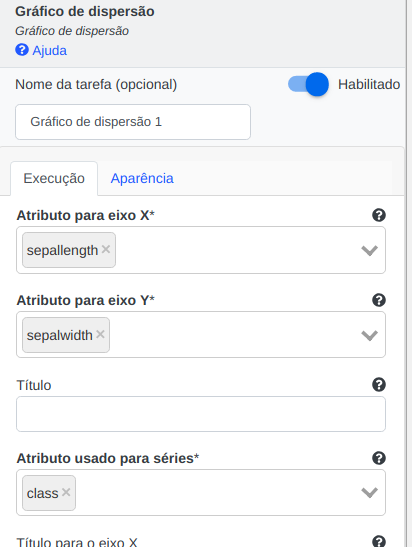 Gráfico de dispersão
Gráfico de dispersão
? Ajuda
Nome da tarefa (opcional)
Habilitado
Gráfico de dispersão 1
Execução
Aparência
Atributo para eixo X* ?
sepallength ×
Atributo para eixo Y* ?
sepalwidth ×
Título ?
Atributo usado para séries* ?
class ×
Título para o eixo X ?